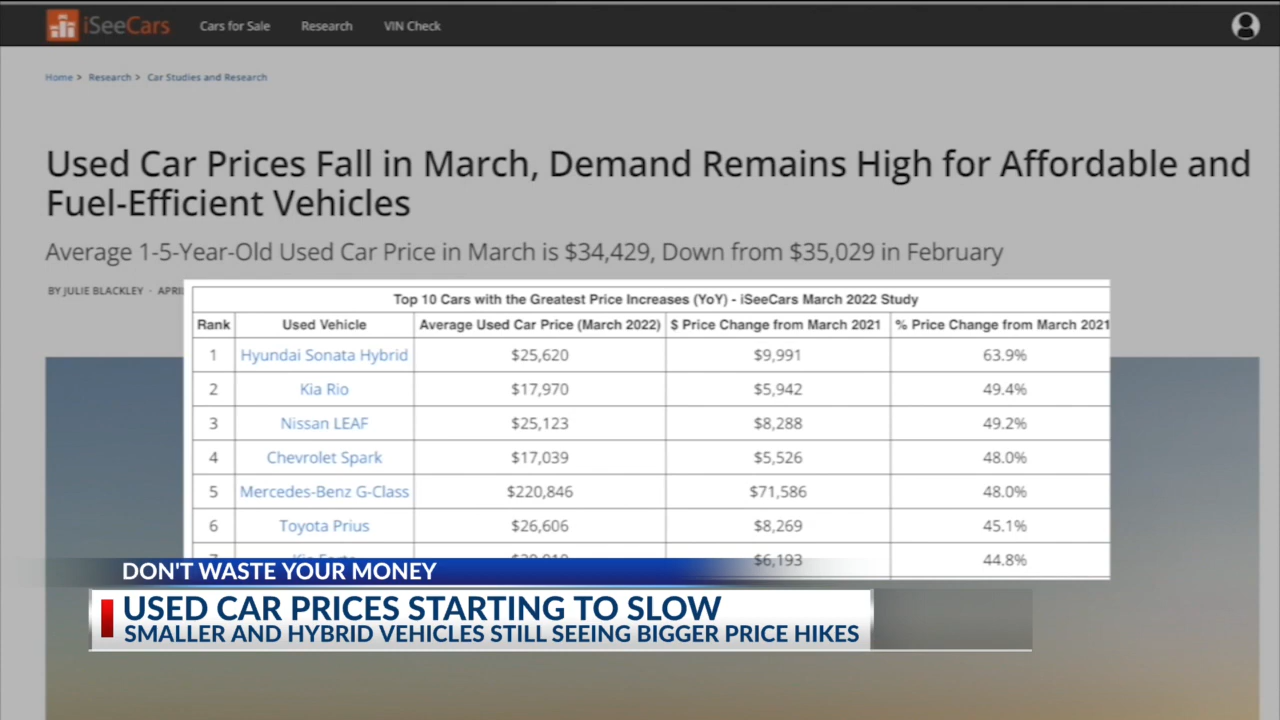 iSeeCars Cars for Sale Research VIN Check
Home > Research > Car Studies and Research
Used Car Prices Fall in March, Demand Remains High for Affordable and
Fuel-Efficient Vehicles
Average 1-5-Year-Old Used Car Price in March is $34,429, Down from $35,029 in February
BY JULIE BLACKLEY · APRI
Top 10 Cars with the Greatest Price Increases (YoY) - iSeeCars March 2022 Study
Rank Used Vehicle Average Used Car Price (March 2022) $ Price Change from March 2021 % Price Change from March 2021
1 Hyundai Sonata Hybrid $25,620 $9,991 63.9%
2 Kia Rio $17,970 $5,942 49.4%
3 Nissan LEAF $25,123 $8,288 49.2%
4 Chevrolet Spark $17,039 $5,526 48.0%
5 Mercedes-Benz G-Class $220,846 $71,586 48.0%
6 Toyota Prius $26,606 $8,269 45.1%
$6,193 44.8%
DON'T WASTE YOUR MONEY
USED CAR PRICES STARTING TO SLOW
SMALLER AND HYBRID VEHICLES STILL SEEING BIGGER PRICE HIKES